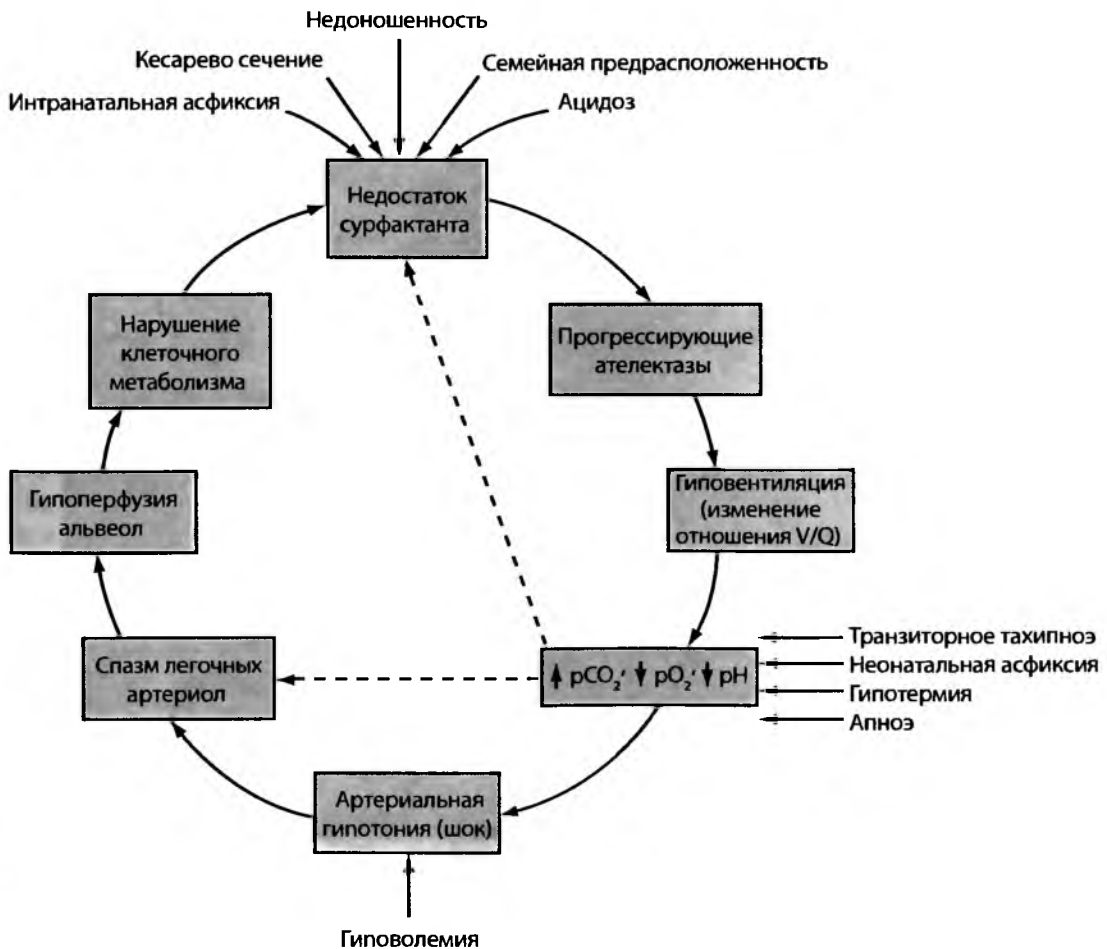 Недоношенность
Кесарево сечение
Семейная предрасположенность
Интранатальная асфиксия
Ацидоз
Недостаток
сурфактанта
Нарушение
клеточного
метаболизма
Прогрессирующие
ателектазы
Гипоперфузия
альвеол
Гиповентиляция
(изменение
отношения V/Q)
Спазм легочных
артериол
↑ pCO₂, ↓ pO₂, ↓ pH
Транзиторное тахипноэ
Неонатальная асфиксия
Гипотермия
Апноэ
Артериальная
гипотония (шок)
Гиповолемия